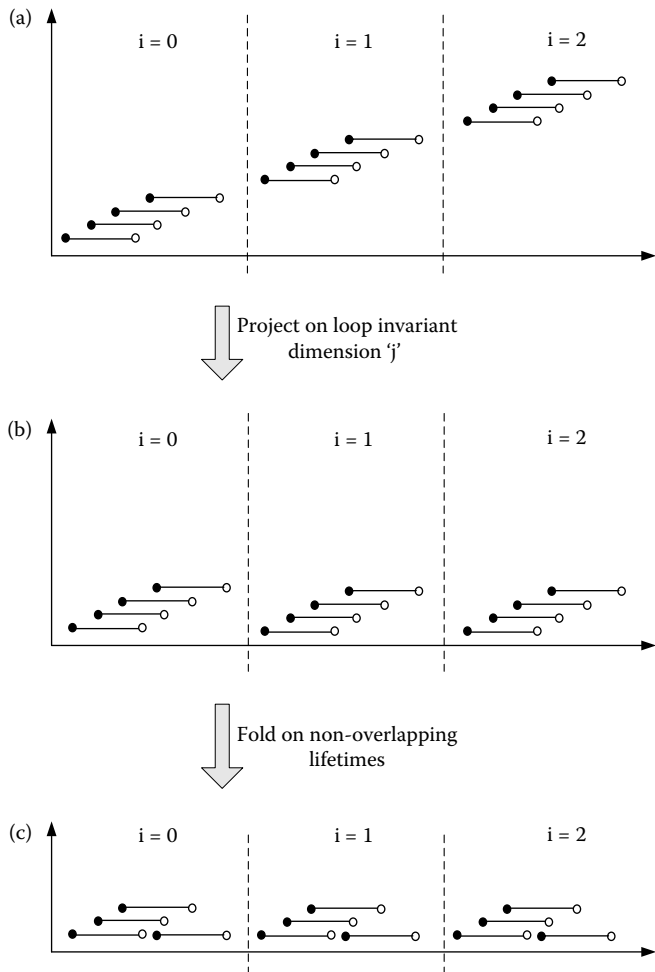 (a)
i = 0
i = 1
i = 2
Project on loop invariant
dimension ‘j’
(b)
i = 0
i = 1
i = 2
Fold on non-overlapping
lifetimes
(c)
i = 0
i = 1
i = 2